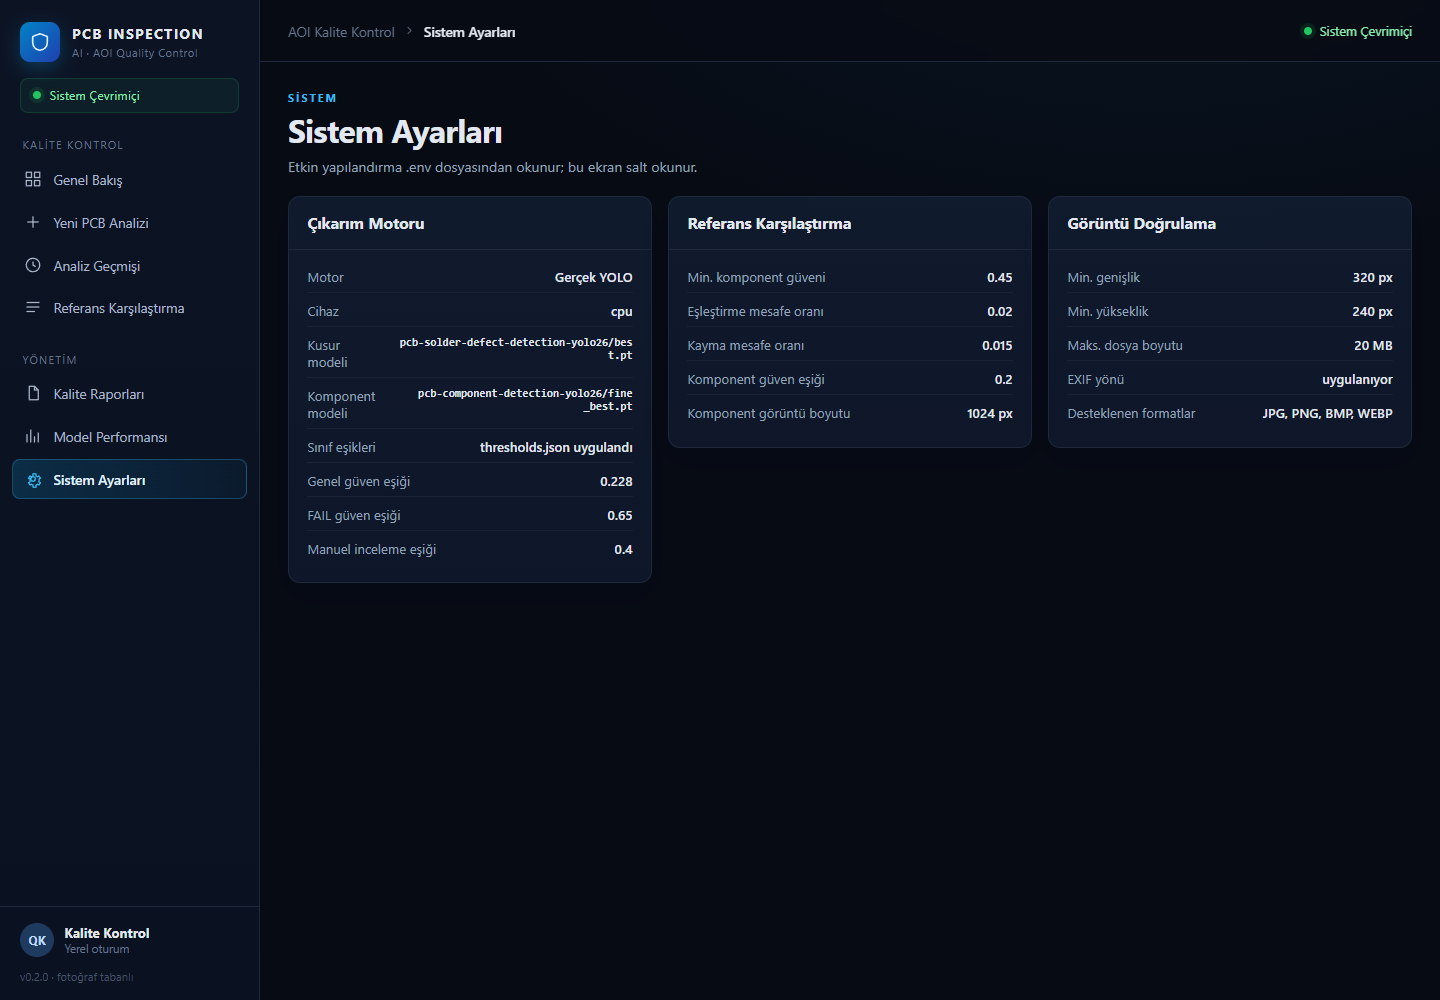 PCB INSPECTION
AI · AOI Quality Control
Sistem Çevrimiçi
KALİTE KONTROL
Genel Bakış
Yeni PCB Analizi
Analiz Geçmişi
Referans Karşılaştırma
YÖNETİM
Kalite Raporları
Model Performansı
Sistem Ayarları
QK
Kalite Kontrol
Yerel oturum
v0.2.0 · fotoğraf tabanlı
AOI Kalite Kontrol > Sistem Ayarları
Sistem Çevrimiçi
SİSTEM
Sistem Ayarları
Etkin yapılandırma .env dosyasından okunur; bu ekran salt okunur.
Çıkarım Motoru
Motor Gerçek YOLO
Cihaz cpu
Kusur modeli pcb-solder-defect-detection-yolo26/best.pt
Komponent modeli pcb-component-detection-yolo26/fine_best.pt
Sınıf eşikleri thresholds.json uygulandı
Genel güven eşiği 0.228
FAIL güven eşiği 0.65
Manuel inceleme eşiği 0.4
Referans Karşılaştırma
Min. komponent güveni 0.45
Eşleştirme mesafe oranı 0.02
Kayma mesafe oranı 0.015
Komponent güven eşiği 0.2
Komponent görüntü boyutu 1024 px
Görüntü Doğrulama
Min. genişlik 320 px
Min. yükseklik 240 px
Maks. dosya boyutu 20 MB
EXIF yönü uygulanıyor
Desteklenen formatlar JPG, PNG, BMP, WEBP